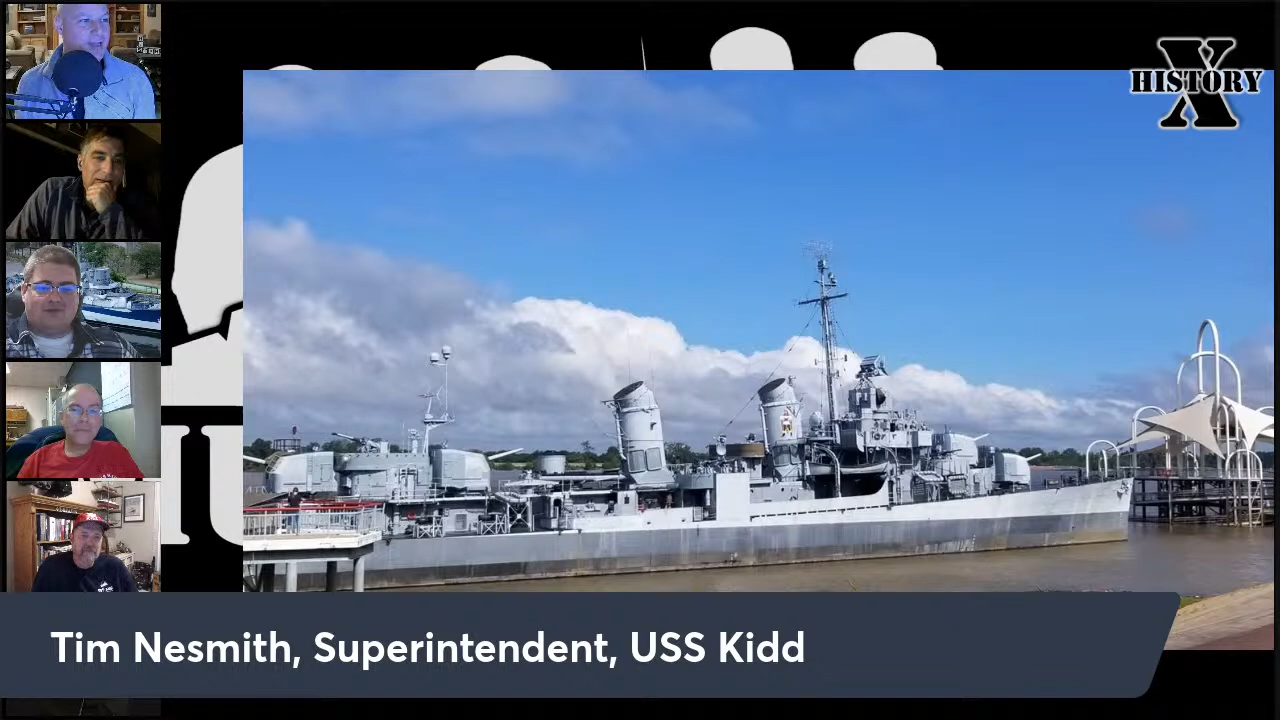 X
HISTORY
Tim Nesmith, Superintendent, USS Kidd